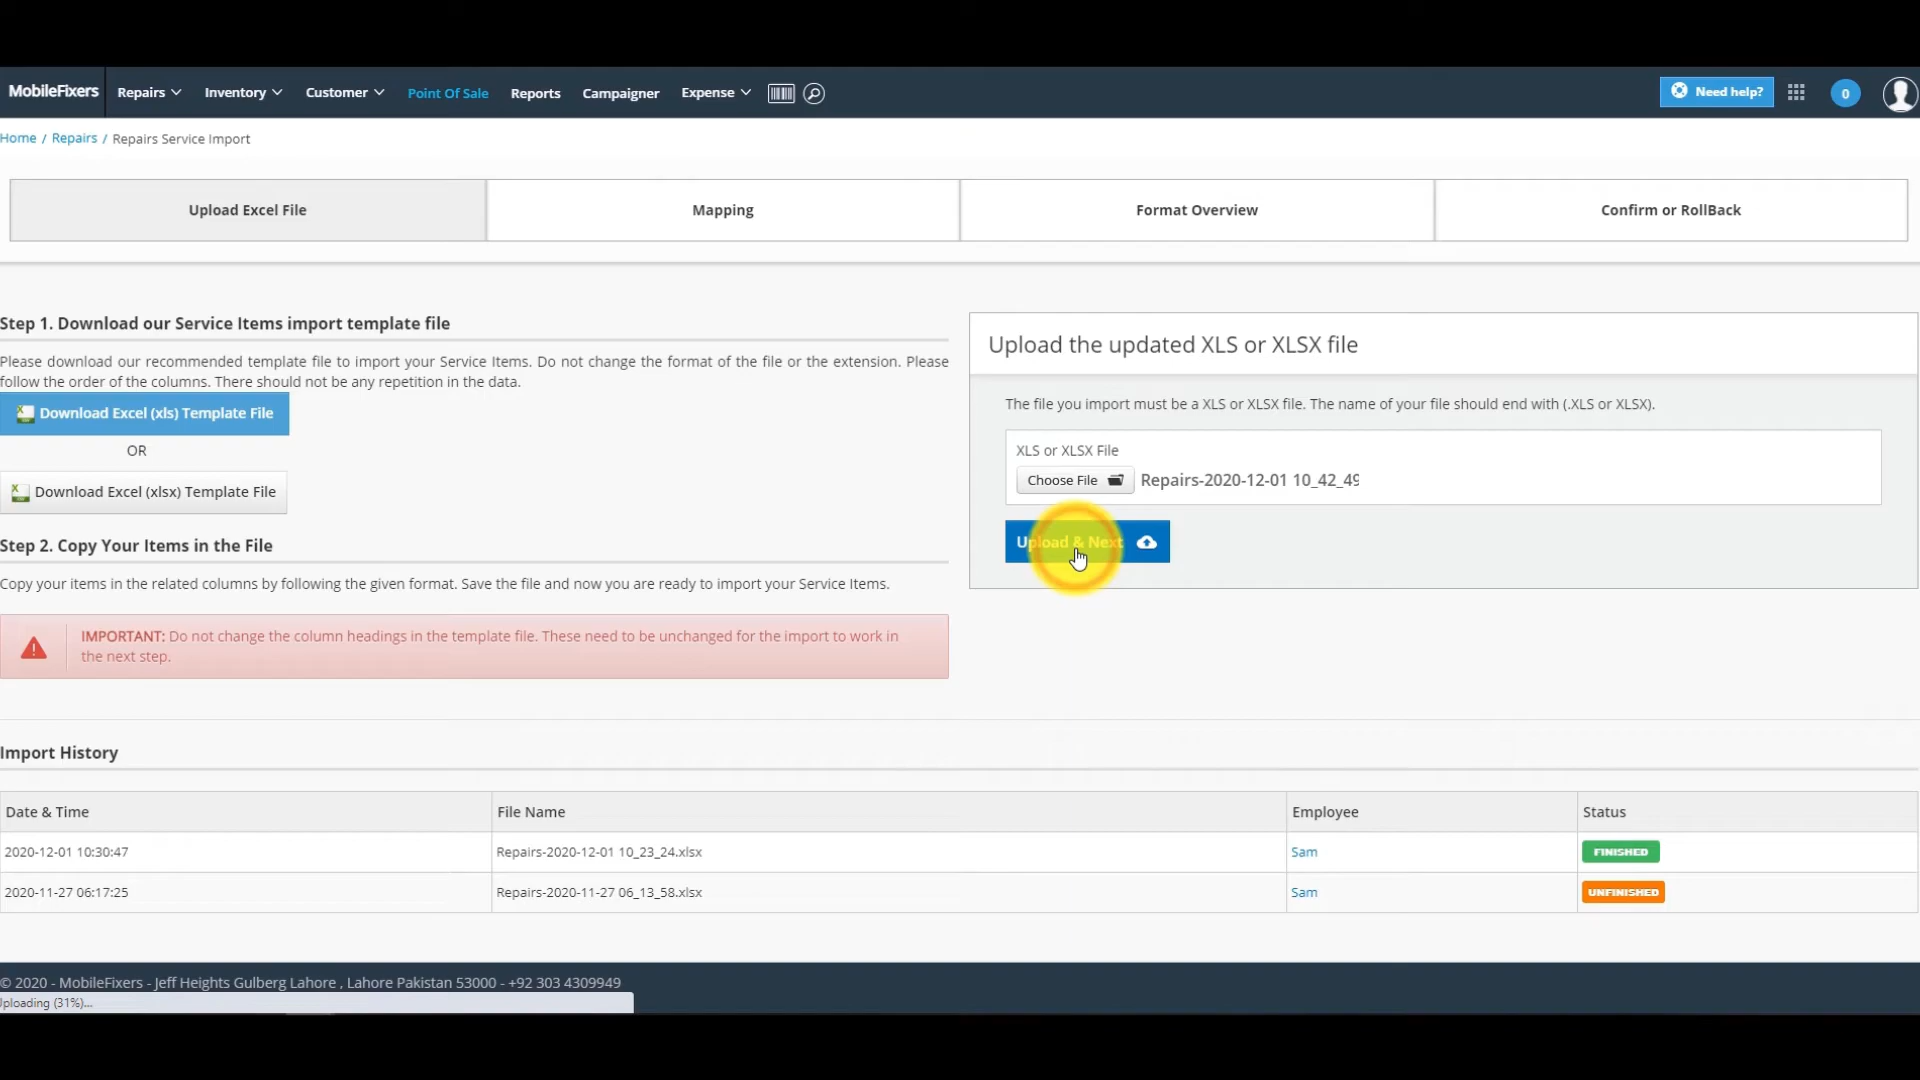 MobileFixers Repairs Inventory Customer Point Of Sale Reports Campaigner Expense Need help? 0
Home / Repairs / Repairs Service Import
Upload Excel File Mapping Format Overview Confirm or RollBack
Step 1. Download our Service Items import template file
Please download our recommended template file to import your Service Items. Do not change the format of the file or the extension. Please
follow the order of the columns. There should not be any repetition in the data.
Download Excel (xls) Template File
OR
Download Excel (xlsx) Template File
Step 2. Copy Your Items in the File
Copy your items in the related columns by following the given format. Save the file and now you are ready to import your Service Items.
IMPORTANT: Do not change the column headings in the template file. These need to be unchanged for the import to work in
the next step.
Upload the updated XLS or XLSX file
The file you import must be a XLS or XLSX file. The name of your file should end with (.XLS or XLSX).
XLS or XLSX File
Choose File Repairs-2020-12-01 10_42_49
Upload & Next
Import History
Date & Time File Name Employee Status
2020-12-01 10:30:47 Repairs-2020-12-01 10_23_24.xlsx Sam FINISHED
2020-11-27 06:17:25 Repairs-2020-11-27 06_13_58.xlsx Sam UNFINISHED
© 2020 - MobileFixers - Jeff Heights Gulberg Lahore , Lahore Pakistan 53000 - +92 303 4309949
Uploading (31%)...